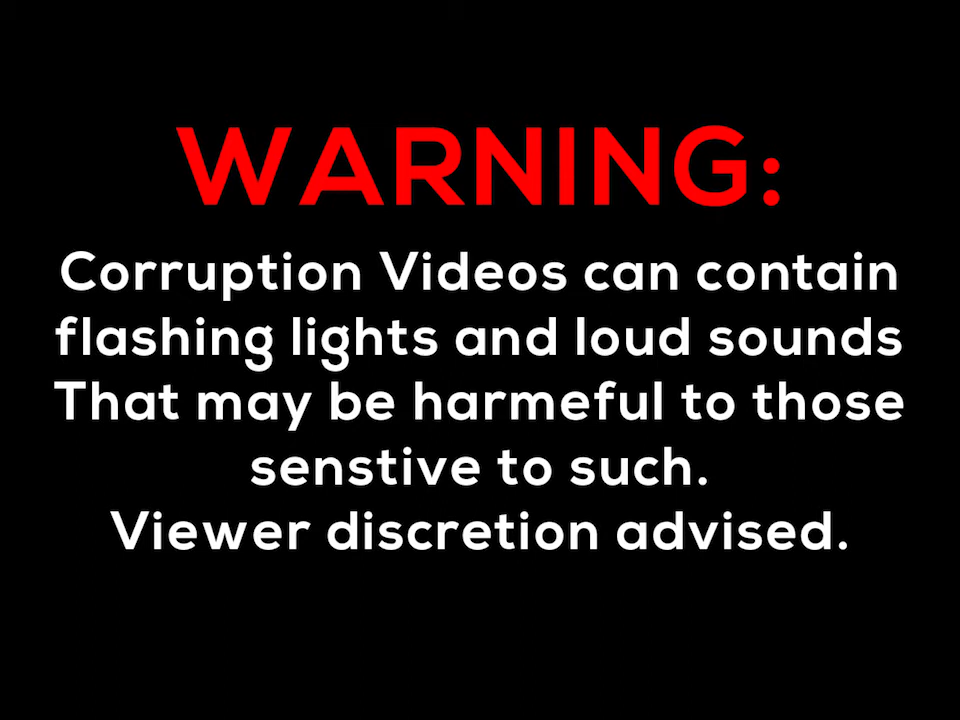 WARNING:
Corruption Videos can contain
flashing lights and loud sounds
That may be harmeful to those
senstive to such.
Viewer discretion advised.